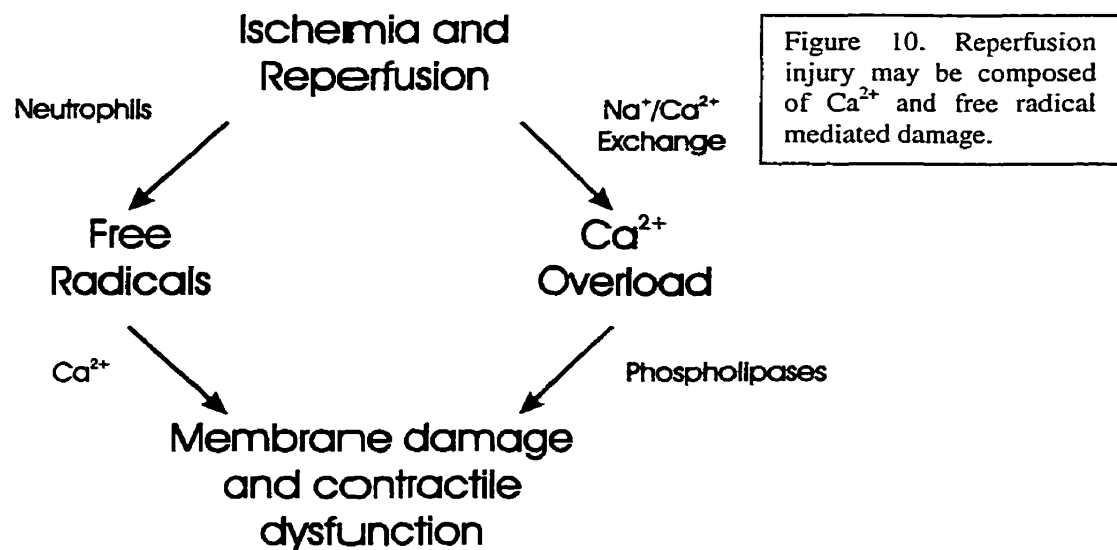 Ischemia and
Reperfusion
Figure 10. Reperfusion
injury may be composed
of Ca²⁺ and free radical
mediated damage.
Neutrophils
Na⁺/Ca²⁺
Exchange
Free
Radicals
Ca²⁺
Overload
Ca²⁺
Phospholipases
Membrane damage
and contractile
dysfunction